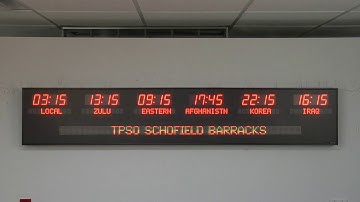 03:15 13:15 09:15 17:45 22:15 16:15
LOCAL ZULU EASTERN AFGHANISTN KOREA IRAQ
TPSO SCHOFIELD BARRACKS